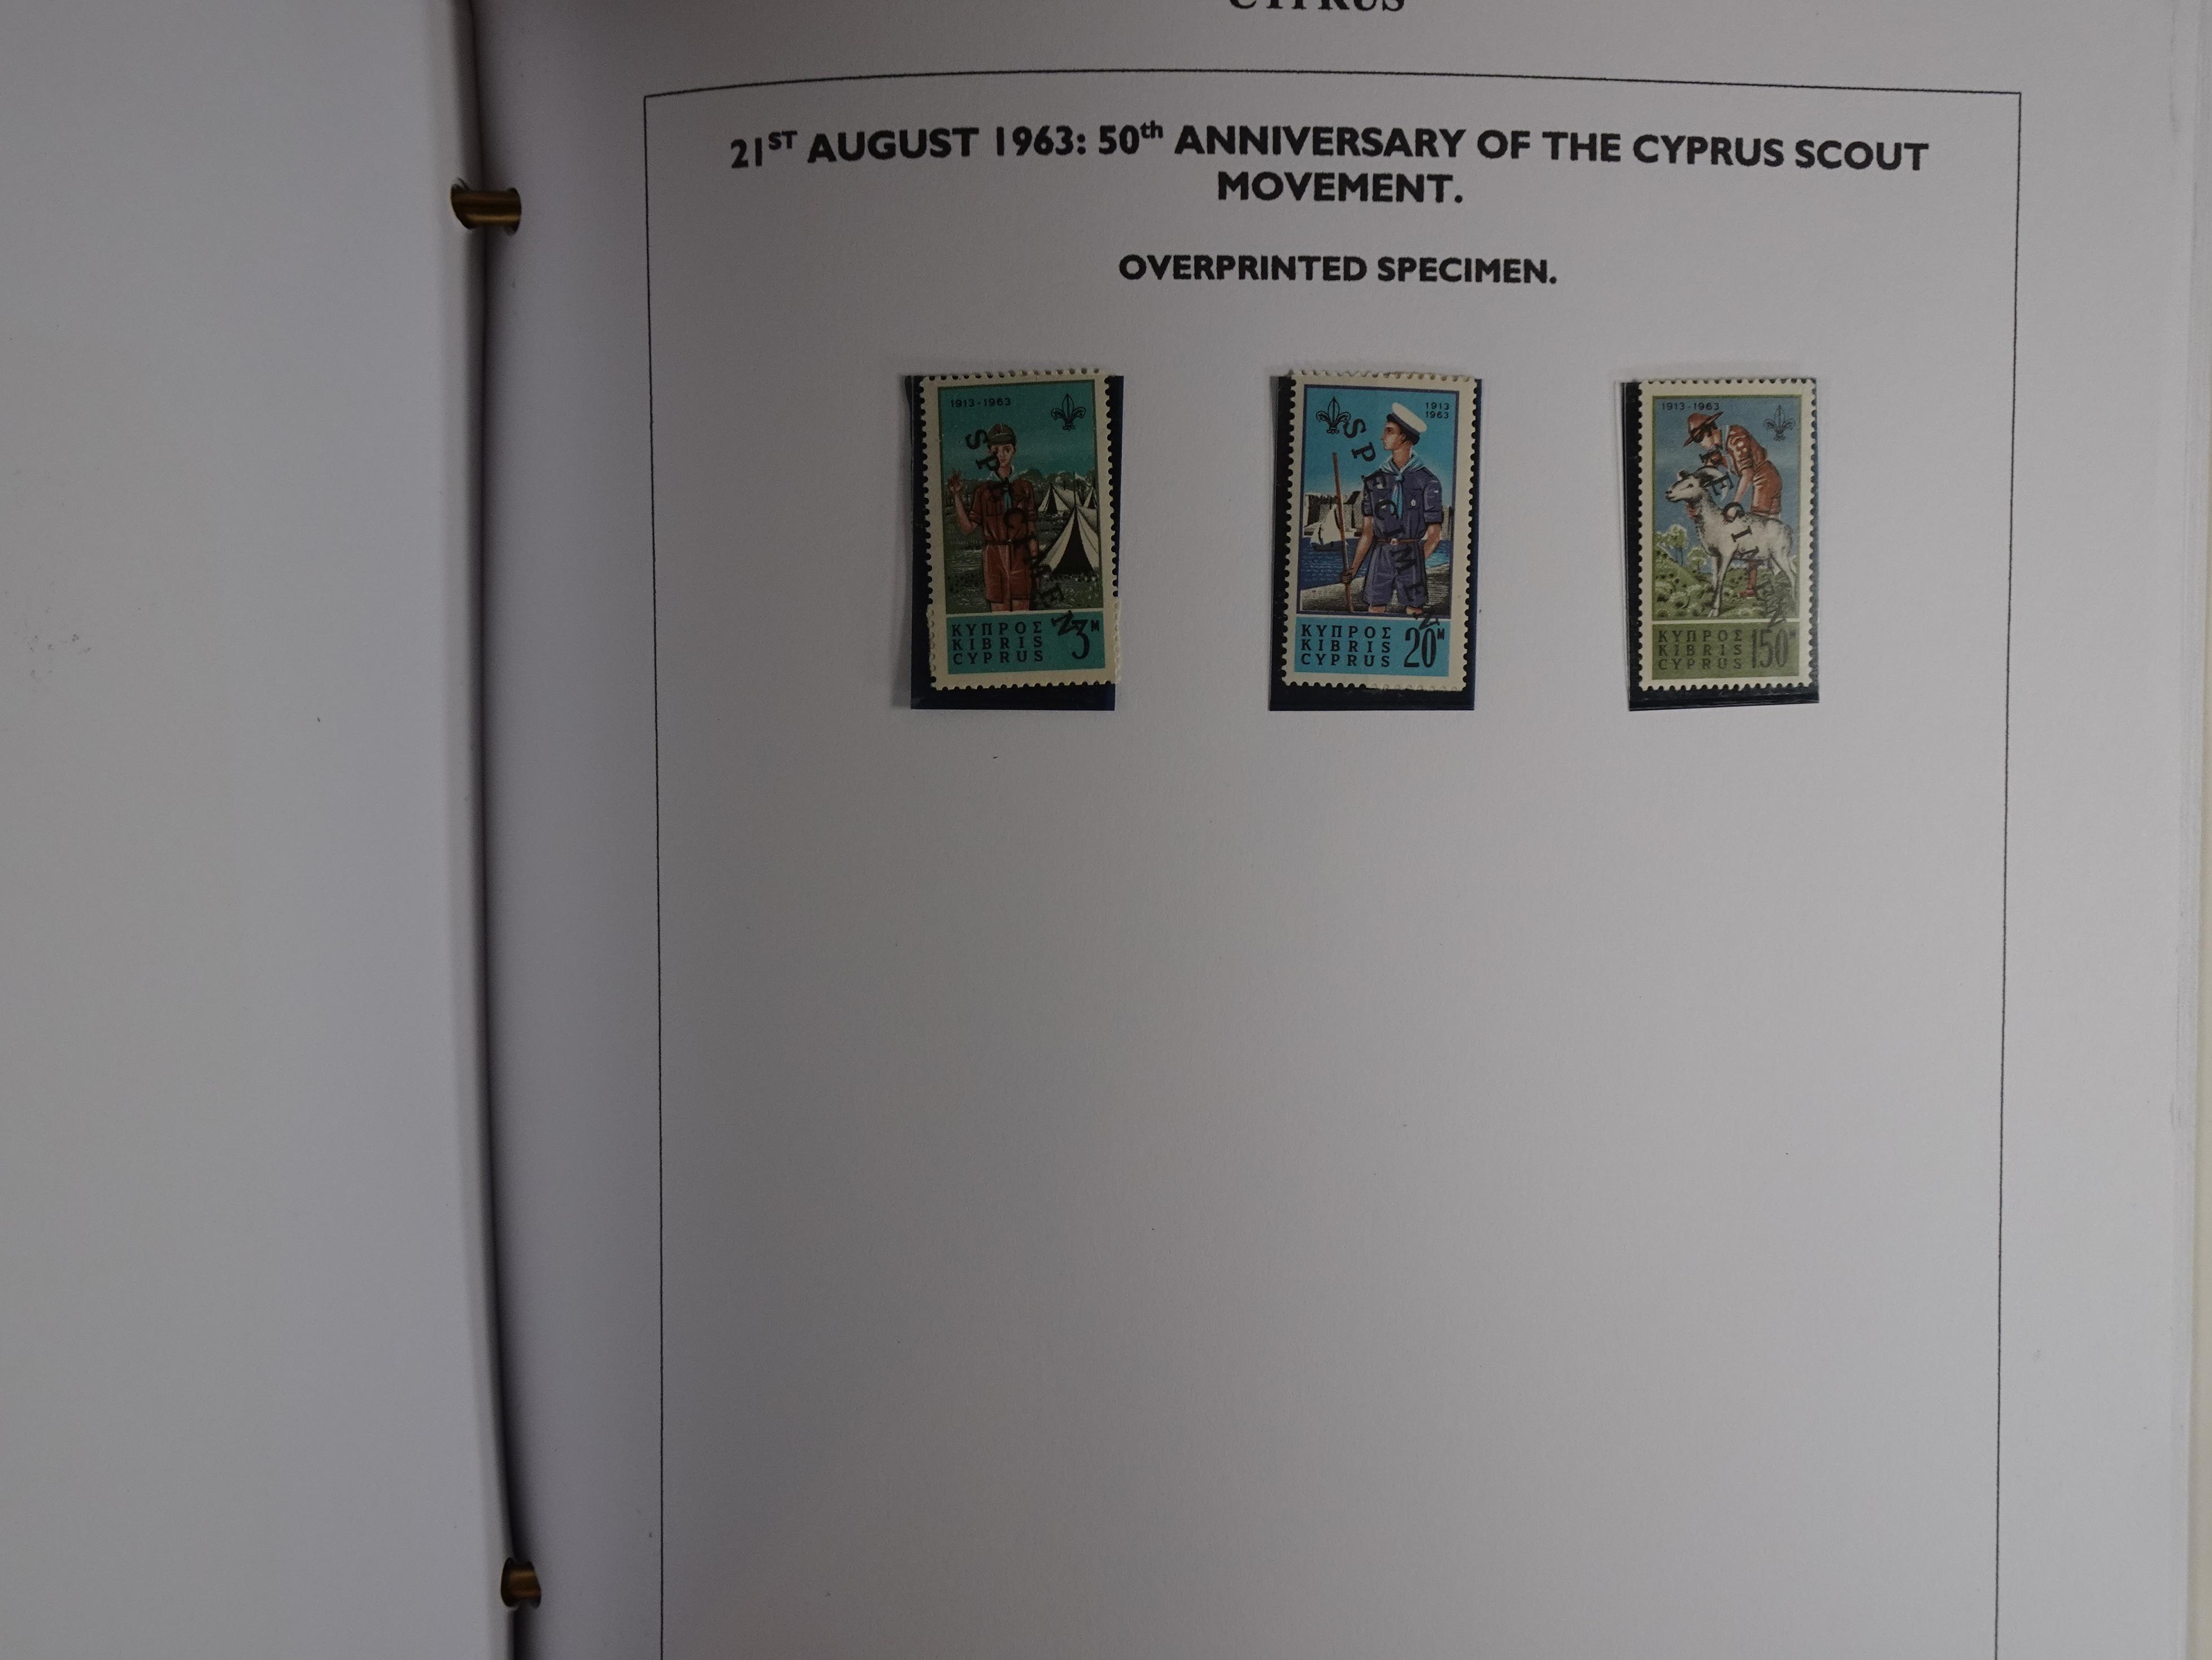 CYPRUS
21ST AUGUST 1963: 50th ANNIVERSARY OF THE CYPRUS SCOUT
MOVEMENT.
OVERPRINTED SPECIMEN.
1913-1963
SPECIMEN
ΚΥΠΡΟΣ
KIBRIS
CYPRUS
3M
1913
1963
SPECIMEN
ΚΥΠΡΟΣ
KIBRIS
CYPRUS
20M
1913-1963
SPECIMEN
ΚΥΠΡΟΣ
KIBRIS
CYPRUS
150M